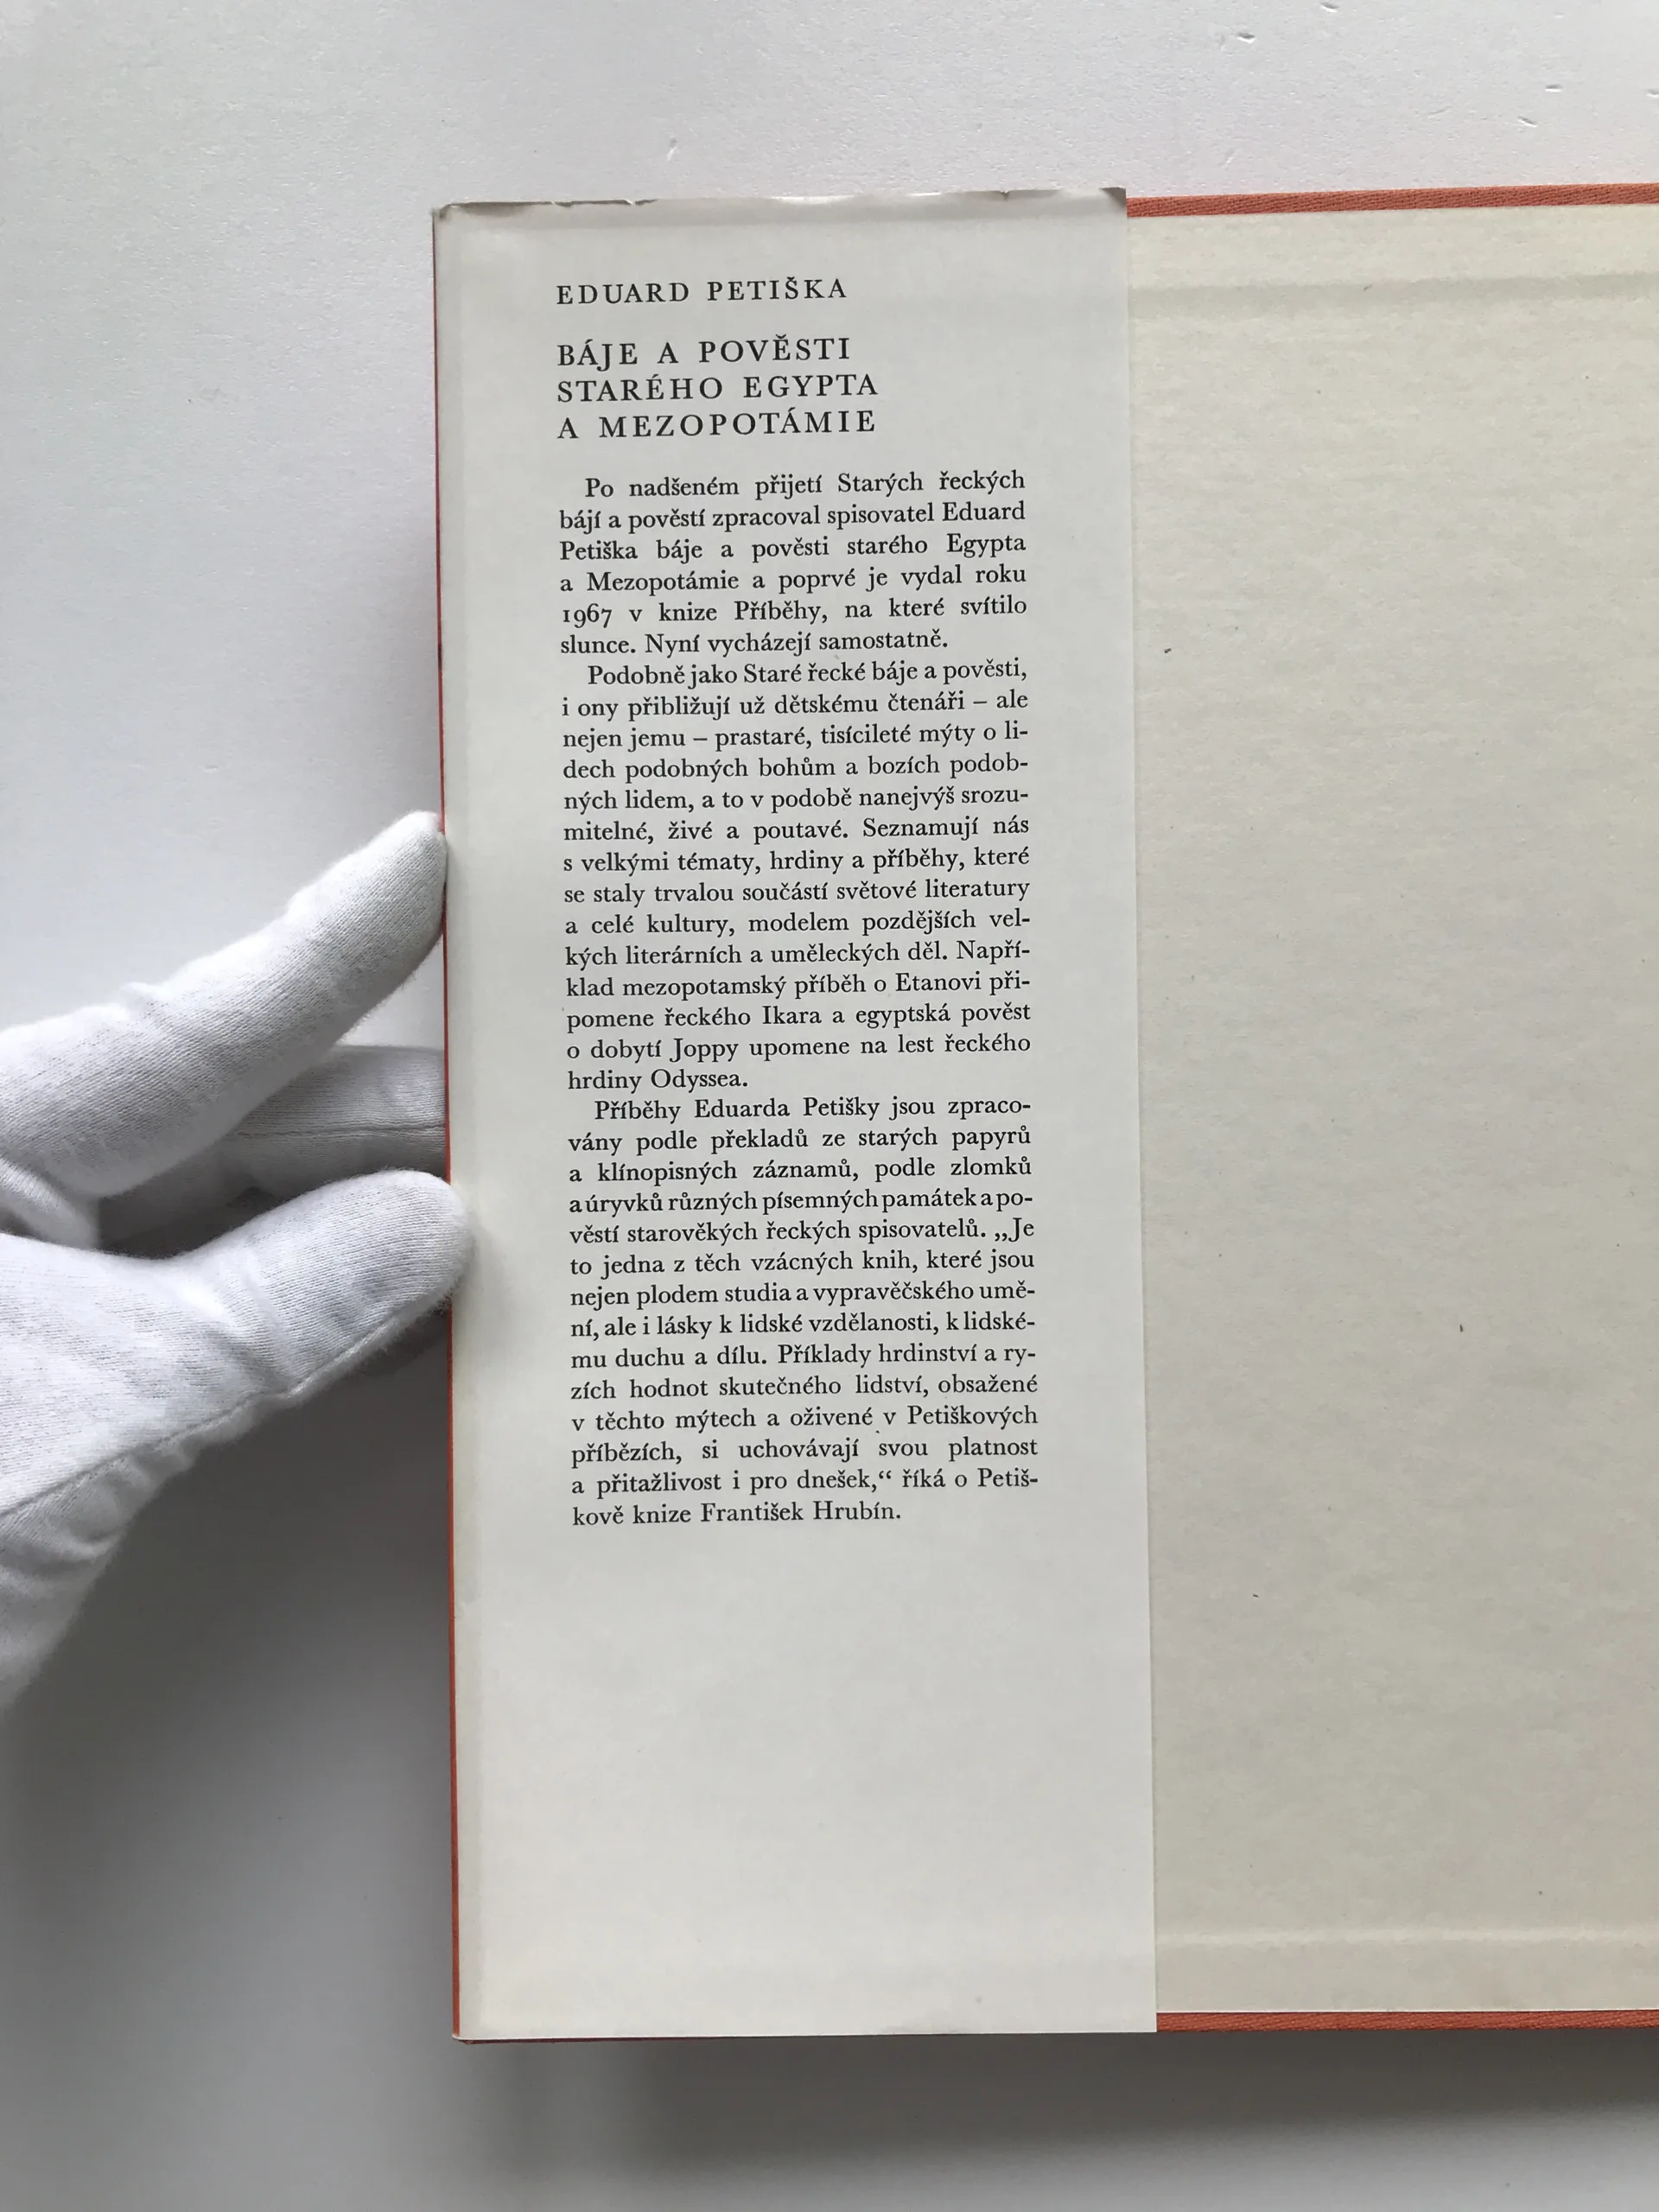 EDUARD PETIŠKA
BÁJE A POVĚSTI
STARÉHO EGYPTA
A MEZOPOTÁMIE
Po nadšeném přijetí Starých řeckých
bájí a pověstí zpracoval spisovatel Eduard
Petiška báje a pověsti starého Egypta
a Mezopotámie a poprvé je vydal roku
1967 v knize Příběhy, na které svítilo
slunce. Nyní vycházejí samostatně.
Podobně jako Staré řecké báje a pověsti,
i ony přibližují už dětskému čtenáři – ale
nejen jemu – prastaré, tisícileté mýty o li-
dech podobných bohům a bozích podob-
ných lidem, a to v podobě nanejvýš srozu-
mitelné, živé a poutavé. Seznamují nás
s velkými tématy, hrdiny a příběhy, které
se staly trvalou součástí světové literatury
a celé kultury, modelem pozdějších vel-
kých literárních a uměleckých děl. Napří-
klad mezopotamský příběh o Etanovi při-
pomene řeckého Ikara a egyptská pověst
o dobytí Joppy upomene na lest řeckého
hrdiny Odyssea.
Příběhy Eduarda Petišky jsou zpraco-
vány podle překladů ze starých papyrů
a klínopisných záznamů, podle zlomků
a úryvků různých písemných památek a po-
věstí starověkých řeckých spisovatelů. „Je
to jedna z těch vzácných knih, které jsou
nejen plodem studia a vypravěčského umě-
ní, ale i lásky k lidské vzdělanosti, k lidské-
mu duchu a dílu. Příklady hrdinství a ry-
zích hodnot skutečného lidství, obsažené
v těchto mýtech a oživené v Petiškových
příbězích, si uchovávají svou platnost
a přitažlivost i pro dnešek,“ říká o Petiš-
kově knize František Hrubín.